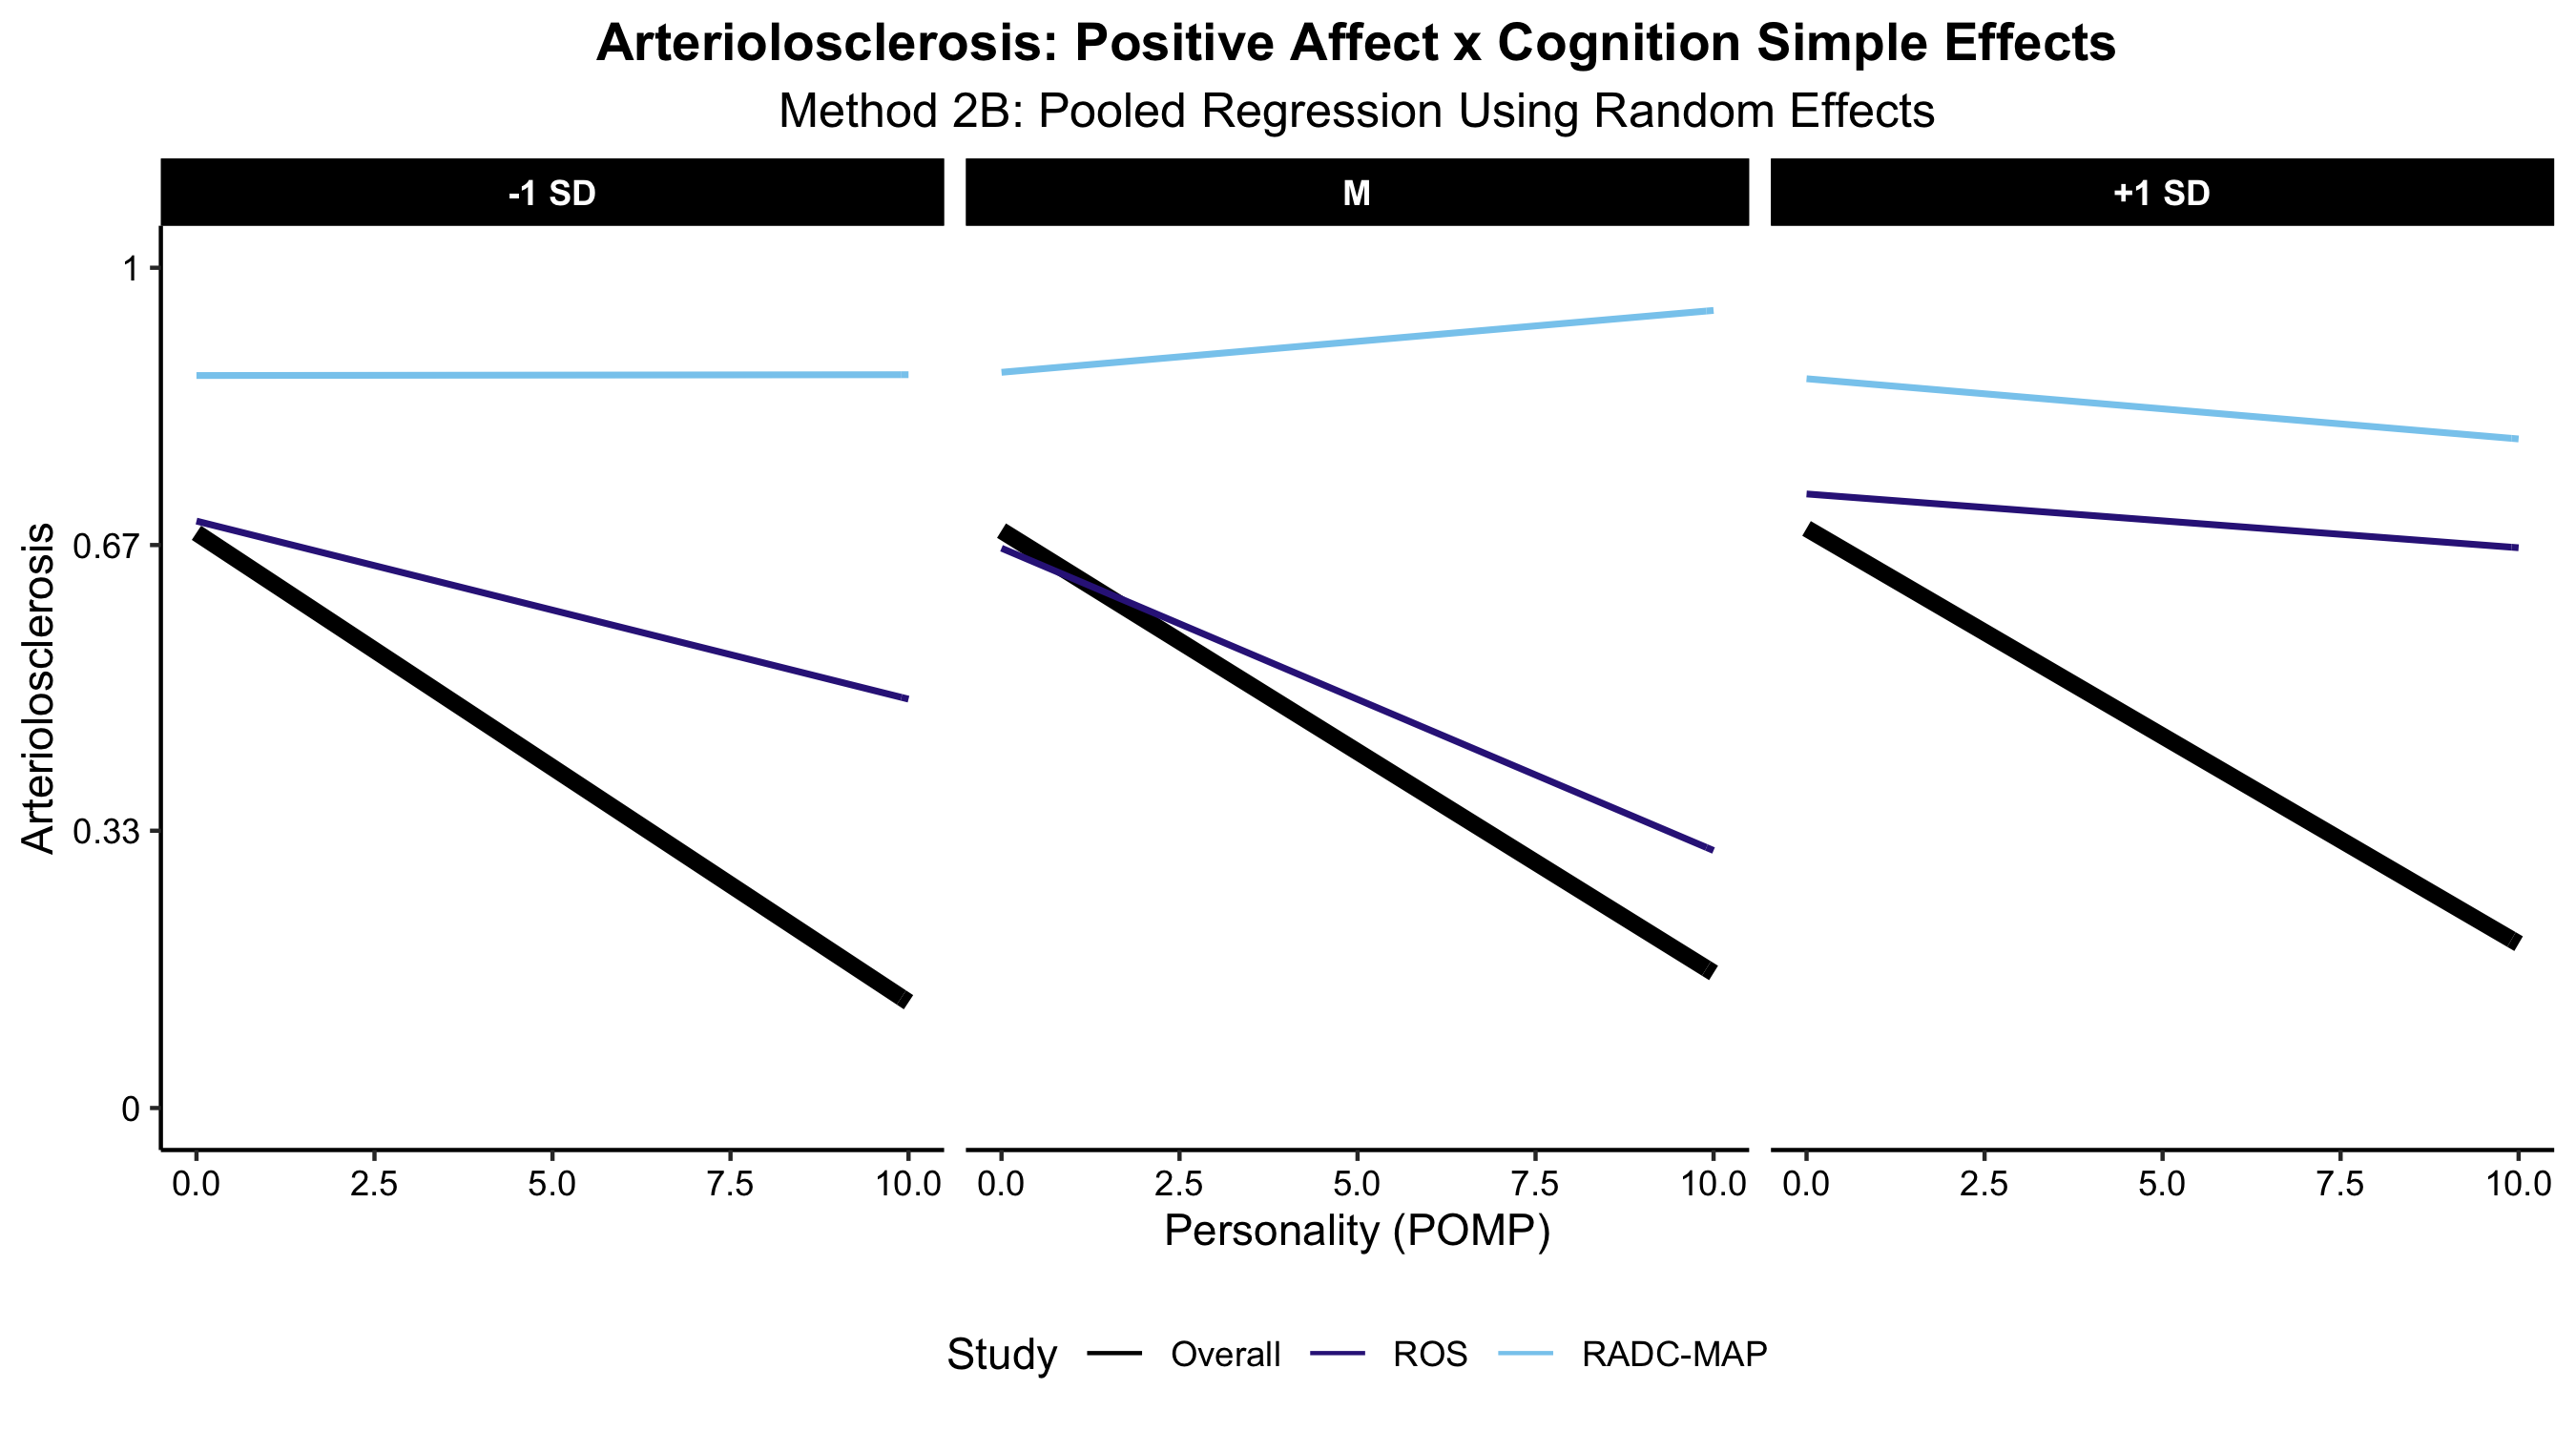 Arteriolosclerosis: Positive Affect x Cognition Simple Effects
Method 2B: Pooled Regression Using Random Effects
-1 SD M +1 SD
Arteriolosclerosis
1
0.67
0.33
0
0.0 2.5 5.0 7.5 10.0 0.0 2.5 5.0 7.5 10.0 0.0 2.5 5.0 7.5 10.0
Personality (POMP)
Study Overall ROS RADC-MAP